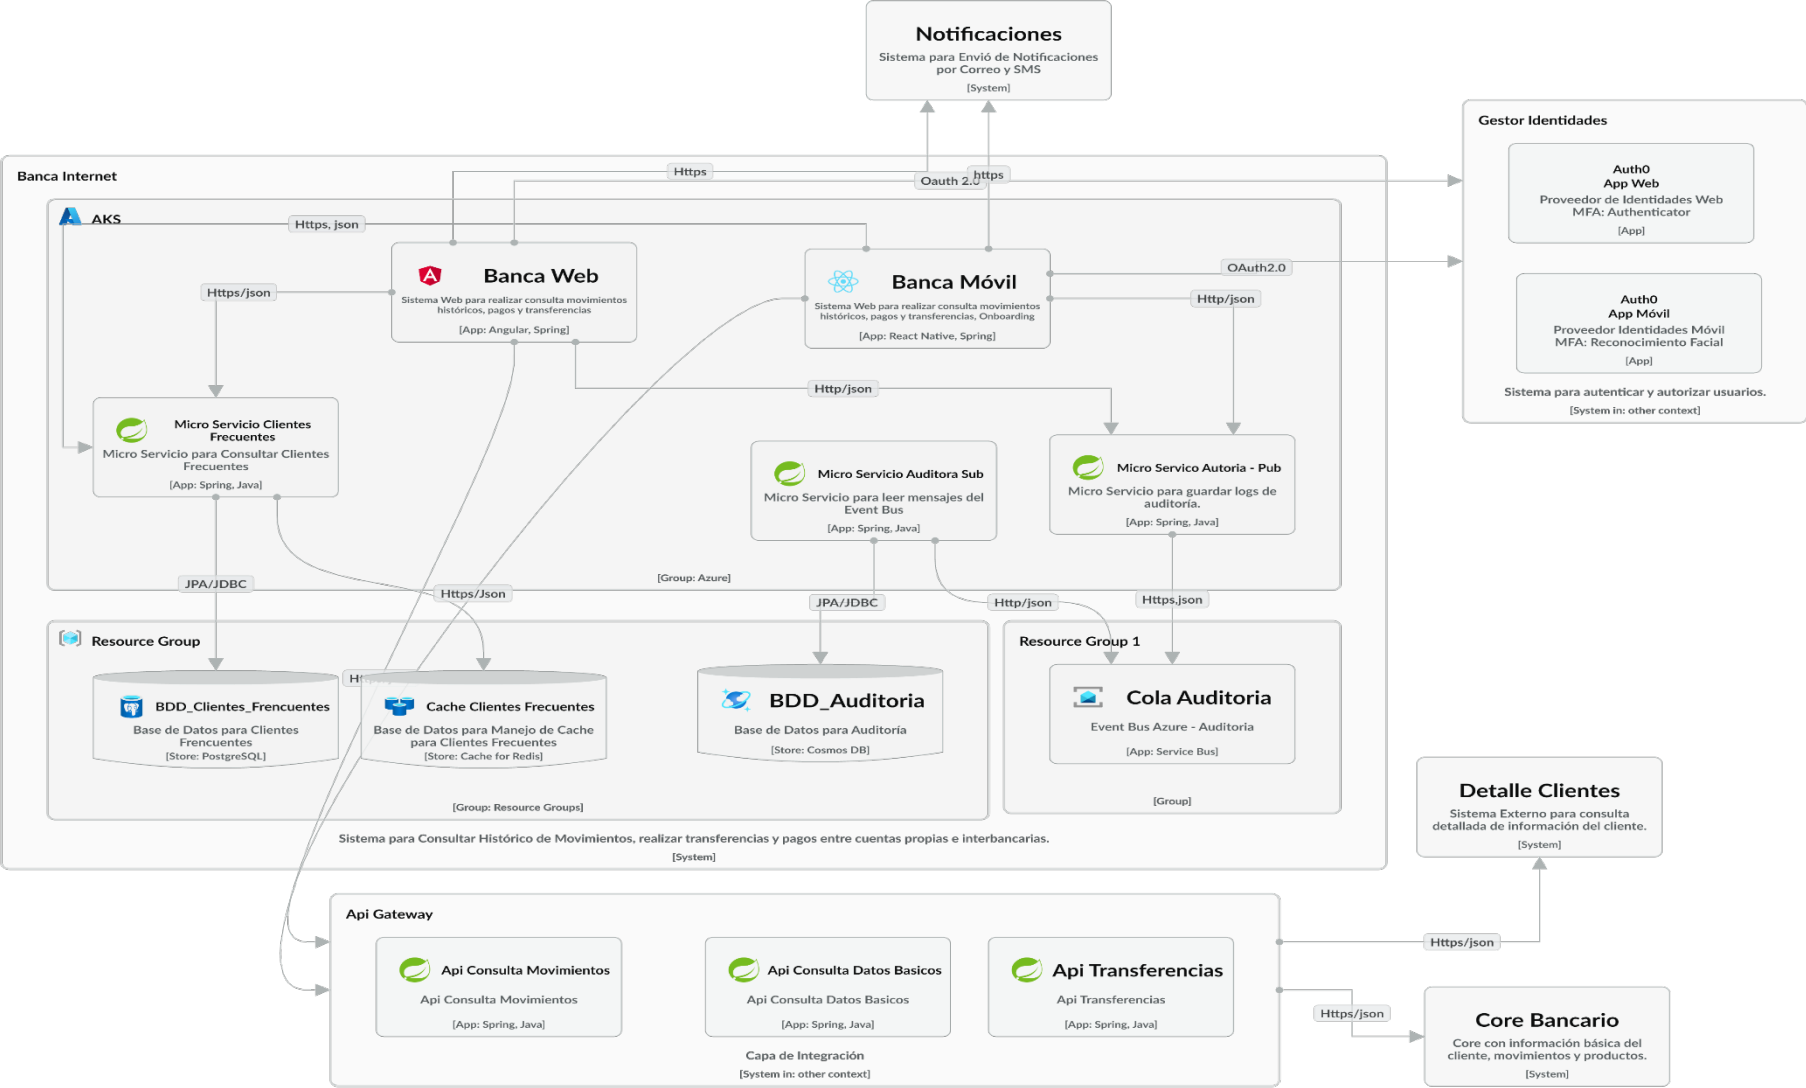 Notificaciones
Sistema para Envió de Notificaciones
por Correo y SMS
[System]
Gestor Identidades
Auth0
App Web
Proveedor de Identidades Web
MFA: Authenticator
[App]
Auth0
App Móvil
Proveedor Identidades Móvil
MFA: Reconocimiento Facial
[App]
Sistema para autenticar y autorizar usuarios.
[System in: other context]
Banca Internet
Https
Oauth 2.0
https
AKS
Https, json
Banca Web
Sistema Web para realizar consulta movimientos
históricos, pagos y transferencias
[App: Angular, Spring]
Banca Móvil
Sistema Web para realizar consulta movimientos
históricos, pagos y transferencias, Onboarding
[App: React Native, Spring]
OAuth2.0
Https/json
Http/json
Http/json
Micro Servicio Clientes
Frecuentes
Micro Servicio para Consultar Clientes
Frecuentes
[App: Spring, Java]
Micro Servicio Auditora Sub
Micro Servicio para leer mensajes del
Event Bus
[App: Spring, Java]
Micro Servico Autoria - Pub
Micro Servicio para guardar logs de
auditoría.
[App: Spring, Java]
[Group: Azure]
JPA/JDBC
Https/Json
JPA/JDBC
Http/json
Https,json
Resource Group
BDD_Clientes_Frencuentes
Base de Datos para Clientes
Frencuentes
[Store: PostgreSQL]
Cache Clientes Frecuentes
Base de Datos para Manejo de Cache
para Clientes Frecuentes
[Store: Cache for Redis]
BDD_Auditoria
Base de Datos para Auditoría
[Store: Cosmos DB]
[Group: Resource Groups]
Resource Group 1
Cola Auditoria
Event Bus Azure - Auditoria
[App: Service Bus]
[Group]
Sistema para Consultar Histórico de Movimientos, realizar transferencias y pagos entre cuentas propias e interbancarias.
[System]
Detalle Clientes
Sistema Externo para consulta
detallada de información del cliente.
[System]
Api Gateway
Api Consulta Movimientos
Api Consulta Movimientos
[App: Spring, Java]
Api Consulta Datos Basicos
Api Consulta Datos Basicos
[App: Spring, Java]
Api Transferencias
Api Transferencias
[App: Spring, Java]
Capa de Integración
[System in: other context]
Https/json
Https/json
Core Bancario
Core con información básica del
cliente, movimientos y productos.
[System]